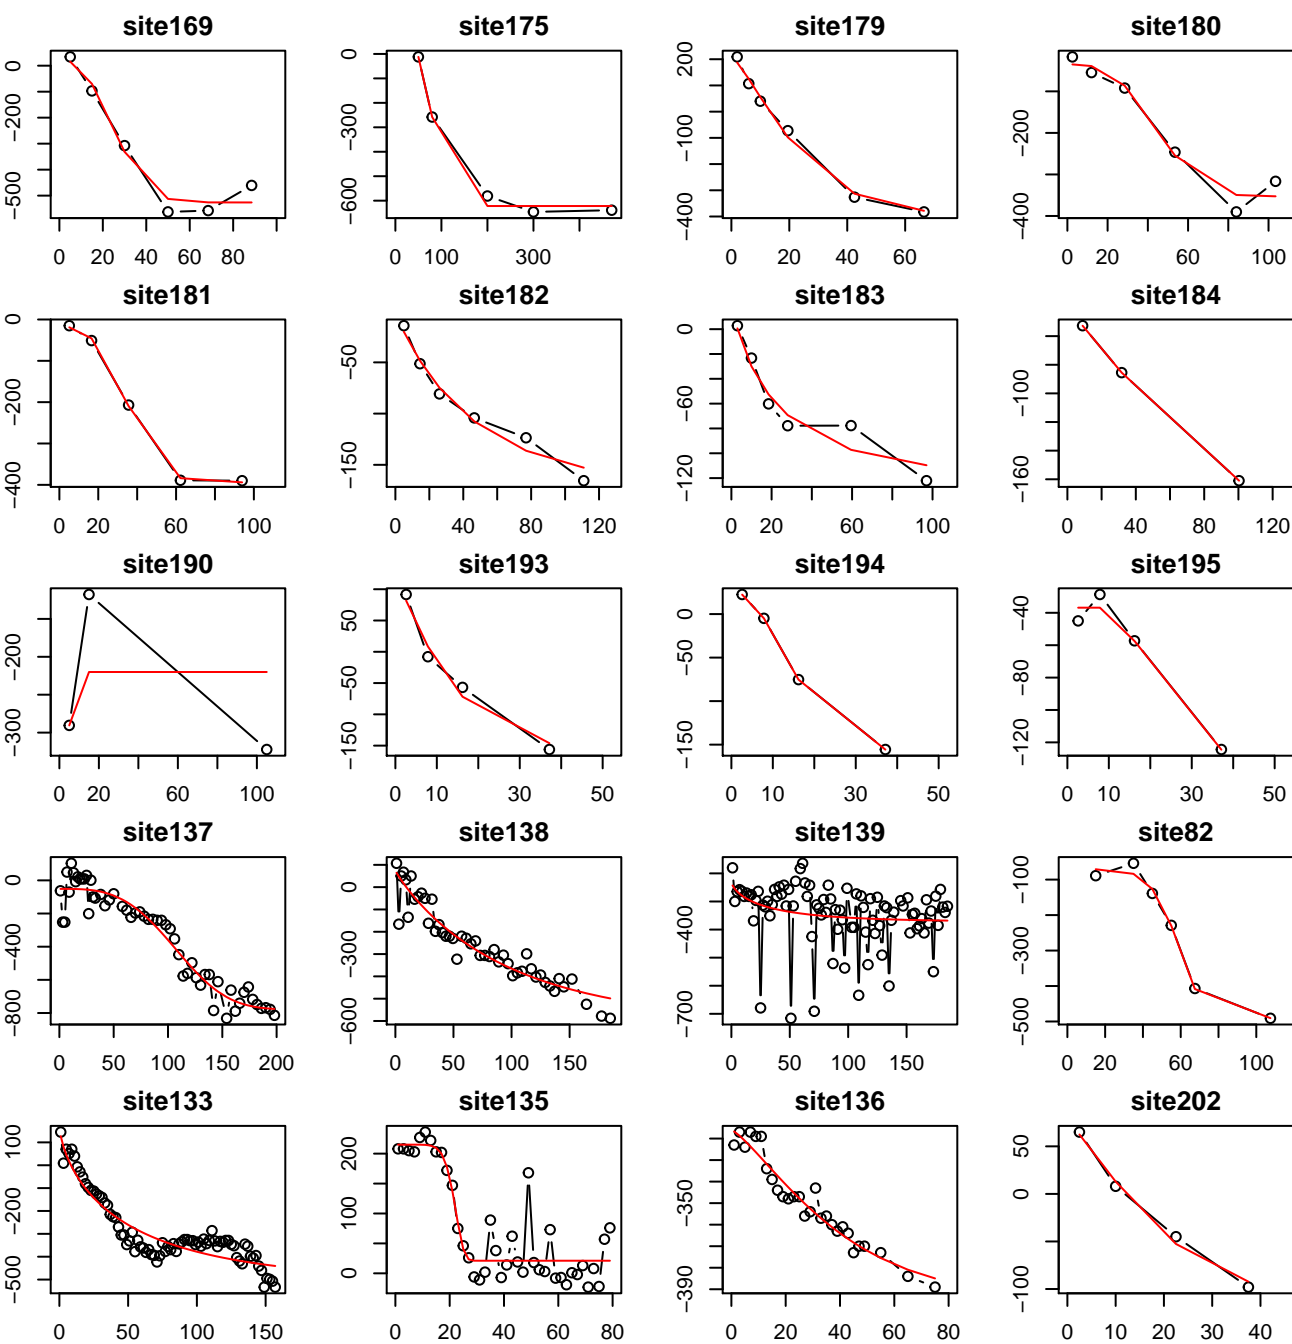 site169 site175 site179 site180
0 −200 −500
0 −300 −600
200 −100 −400
−200 −400
0 20 40 60 80
0 100 300
0 20 40 60
0 20 60 100
site181 site182 site183 site184
0 −200 −400
−50 −150
0 −60 −120
−100 −160
0 20 60 100
0 40 80 120
0 20 60 100
0 40 80 120
site190 site193 site194 site195
−200 −300
50 −50 −150
0 −50 −150
−40 −80 −120
0 20 60 100
0 10 30 50
0 10 30 50
0 10 30 50
site137 site138 site139 site82
0 −400 −800
0 −300 −600
−400 −700
−100 −300 −500
0 50 100 150 200
0 50 100 150
0 50 100 150
0 20 60 100
site133 site135 site136 site202
100 −200 −500
200 100 0
−350 −390
50 0 −100
0 50 100 150
0 20 40 60 80
0 20 40 60 80
0 10 20 30 40